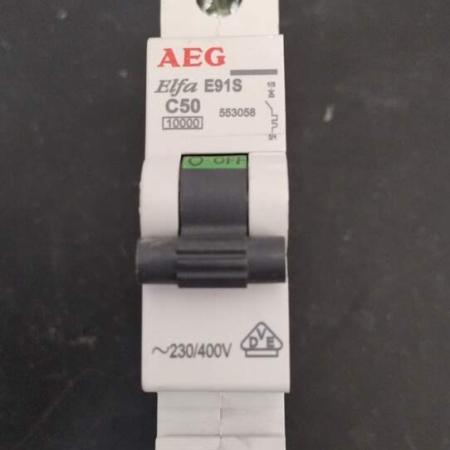 AEG
Elfa E91S
C50
10000
553058
O OFF
~230/400V
VDE